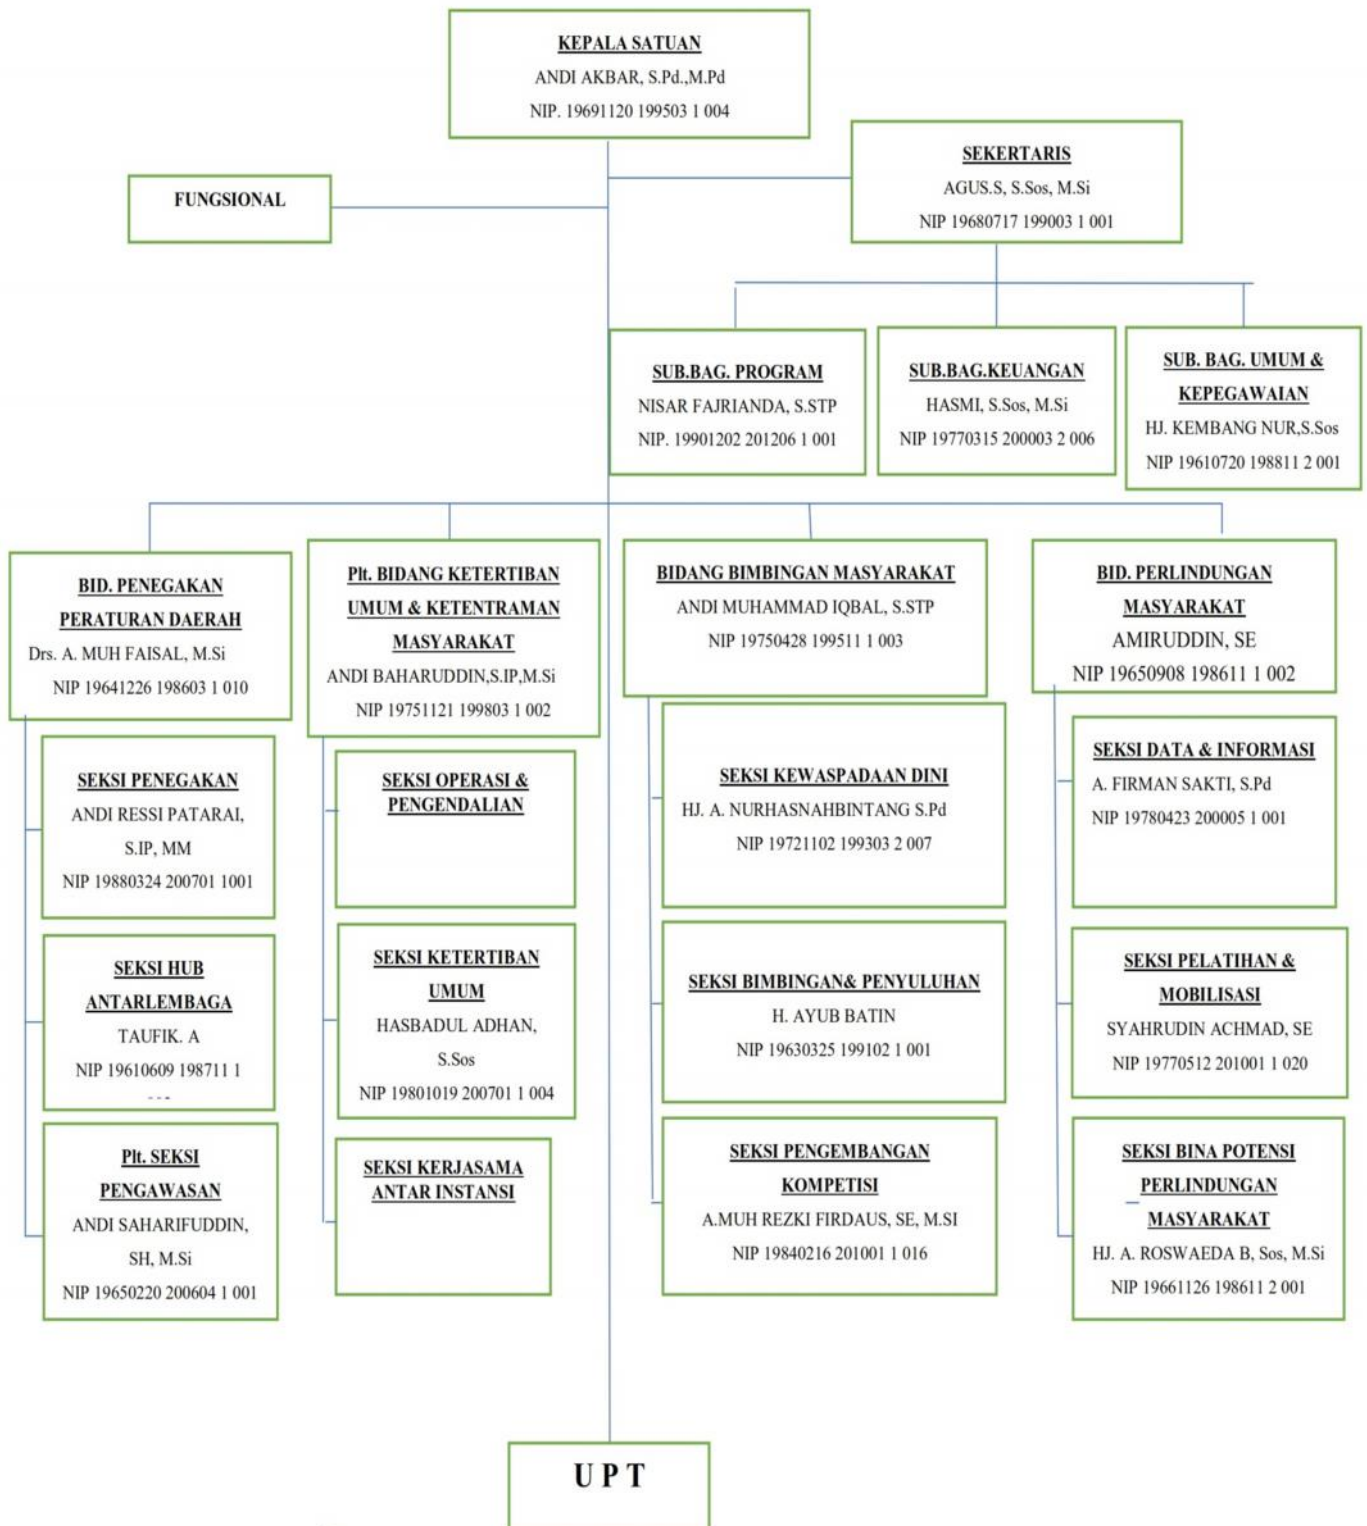 KEPALA SATUAN
ANDI AKBAR, S.Pd.,M.Pd
NIP. 19691120 199503 1 004
SEKERTARIS
AGUS.S, S.Sos, M.Si
NIP 19680717 199003 1 001
FUNGSIONAL
SUB.BAG. PROGRAM
NISAR FAJRIANDA, S.STP
NIP. 19901202 201206 1 001
SUB.BAG.KEUANGAN
HASMI, S.Sos, M.Si
NIP 19770315 200003 2 006
SUB. BAG. UMUM &
KEPEGAWAIAN
HJ. KEMBANG NUR,S.Sos
NIP 19610720 198811 2 001
BID. PENEGAKAN
PERATURAN DAERAH
Drs. A. MUH FAISAL, M.Si
NIP 19641226 198603 1 010
SEKSI PENEGAKAN
ANDI RESSI PATARAI,
S.IP, MM
NIP 19880324 200701 1001
SEKSI HUB
ANTARLEMBAGA
TAUFIK. A
NIP 19610609 198711 1
Plt. SEKSI
PENGAWASAN
ANDI SAHARIFUDDIN,
SH, M.Si
NIP 19650220 200604 1 001
Plt. BIDANG KETERTIBAN
UMUM & KETENTRAMAN
MASYARAKAT
ANDI BAHARUDDIN,S.IP,M.Si
NIP 19751121 199803 1 002
SEKSI OPERASI &
PENGENDALIAN
SEKSI KETERTIBAN
UMUM
HASBADUL ADHAN,
S.Sos
NIP 19801019 200701 1 004
SEKSI KERJASAMA
ANTAR INSTANSI
BIDANG BIMBINGAN MASYARAKAT
ANDI MUHAMMAD IQBAL, S.STP
NIP 19750428 199511 1 003
SEKSI KEWASPADAAN DINI
HJ. A. NURHASNAHBINTANG S.Pd
NIP 19721102 199303 2 007
SEKSI BIMBINGAN& PENYULUHAN
H. AYUB BATIN
NIP 19630325 199102 1 001
SEKSI PENGEMBANGAN
KOMPETISI
A.MUH REZKI FIRDAUS, SE, M.SI
NIP 19840216 201001 1 016
BID. PERLINDUNGAN
MASYARAKAT
AMIRUDDIN, SE
NIP 19650908 198611 1 002
SEKSI DATA & INFORMASI
A. FIRMAN SAKTI, S.Pd
NIP 19780423 200005 1 001
SEKSI PELATIHAN &
MOBILISASI
SYAHRUDIN ACHMAD, SE
NIP 19770512 201001 1 020
SEKSI BINA POTENSI
PERLINDUNGAN
MASYARAKAT
HJ. A. ROSWAEDA B, Sos, M.Si
NIP 19661126 198611 2 001
U P T